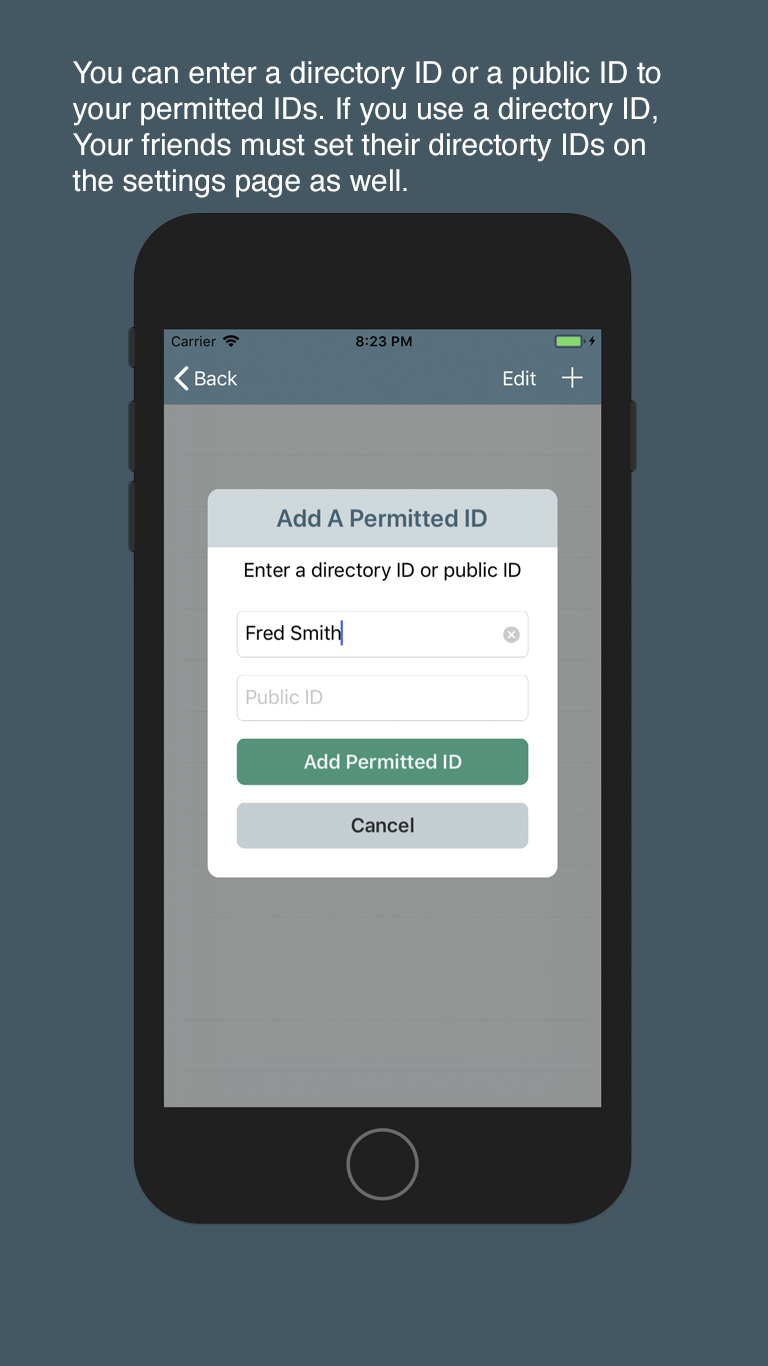 You can enter a directory ID or a public ID to
your permitted IDs. If you use a directory ID,
Your friends must set their directorty IDs on
the settings page as well.
Carrier 8:23 PM
Back Edit
Add A Permitted ID
Enter a directory ID or public ID
Fred Smith
Public ID
Add Permitted ID
Cancel